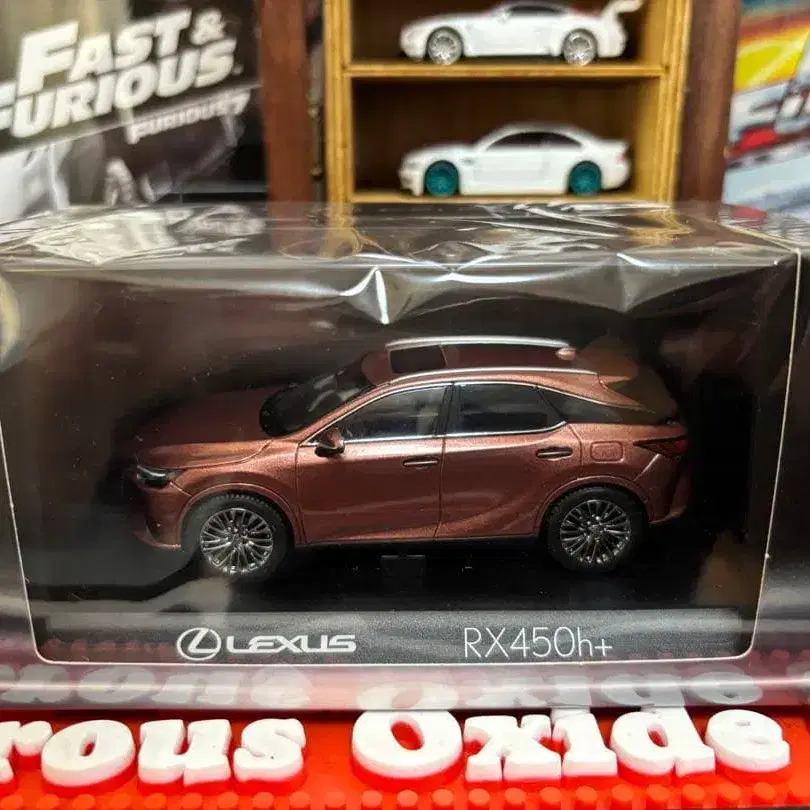 FAST &
FURIOUS
FURIOUS 7
LEXUS RX450h+
rous Oxide